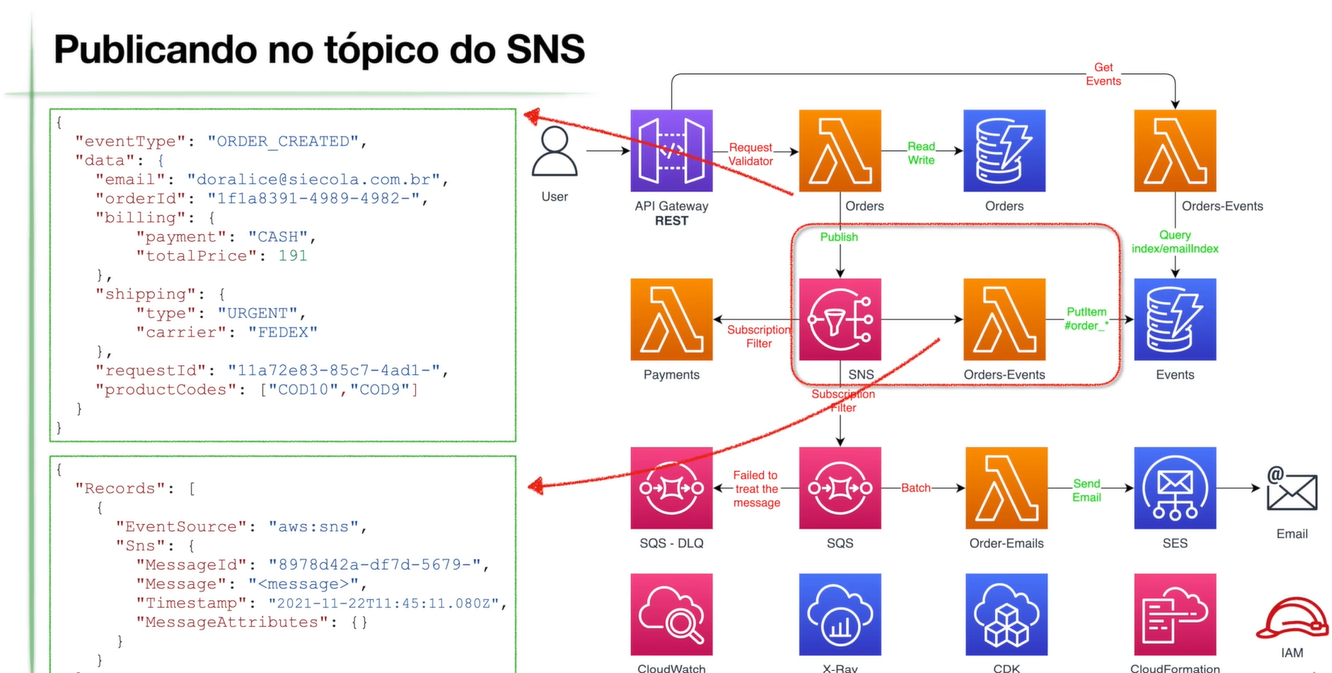 Publicando no tópico do SNS
{
"eventType": "ORDER_CREATED",
"data": {
"email": "doralice@siecola.com.br",
"orderId": "1f1a8391-4989-4982-",
"billing": {
"payment": "CASH",
"totalPrice": 191
},
"shipping": {
"type": "URGENT",
"carrier": "FEDEX"
},
"requestId": "11a72e83-85c7-4ad1-",
"productCodes": ["COD10","COD9"]
}
}
{
"Records": [
{
"EventSource": "aws:sns",
"Sns": {
"MessageId": "8978d42a-df7d-5679-",
"Message": "<message>",
"Timestamp": "2021-11-22T11:45:11.080Z",
"MessageAttributes": {}
}
}
Get
Events
User
API Gateway
REST
Request
Validator
Orders
Read
Write
Orders
Orders-Events
Publish
Query
index/emailIndex
Payments
Subscription
Filter
SNS
Orders-Events
PutItem
#order_*
Events
Subscription
Filter
SQS - DLQ
Failed to
treat the
message
SQS
Batch
Order-Emails
Send
Email
SES
@
Email
CloudWatch
X-Ray
CDK
CloudFormation
IAM